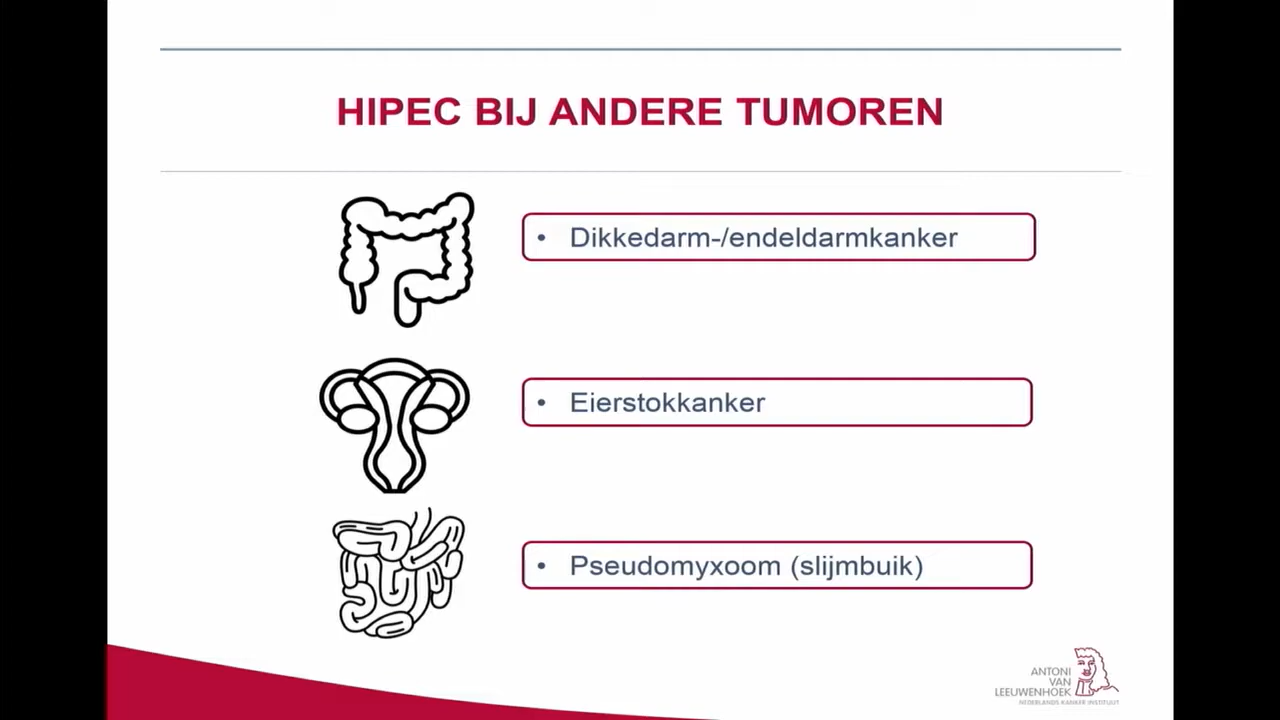 HIPEC BIJ ANDERE TUMOREN
• Dikkedarm-/endeldarmkanker
• Eierstokkanker
• Pseudomyxoom (slijmbuik)
ANTONI
VAN
LEEUWENHOEK
NEDERLANDS KANKER INSTITUUT